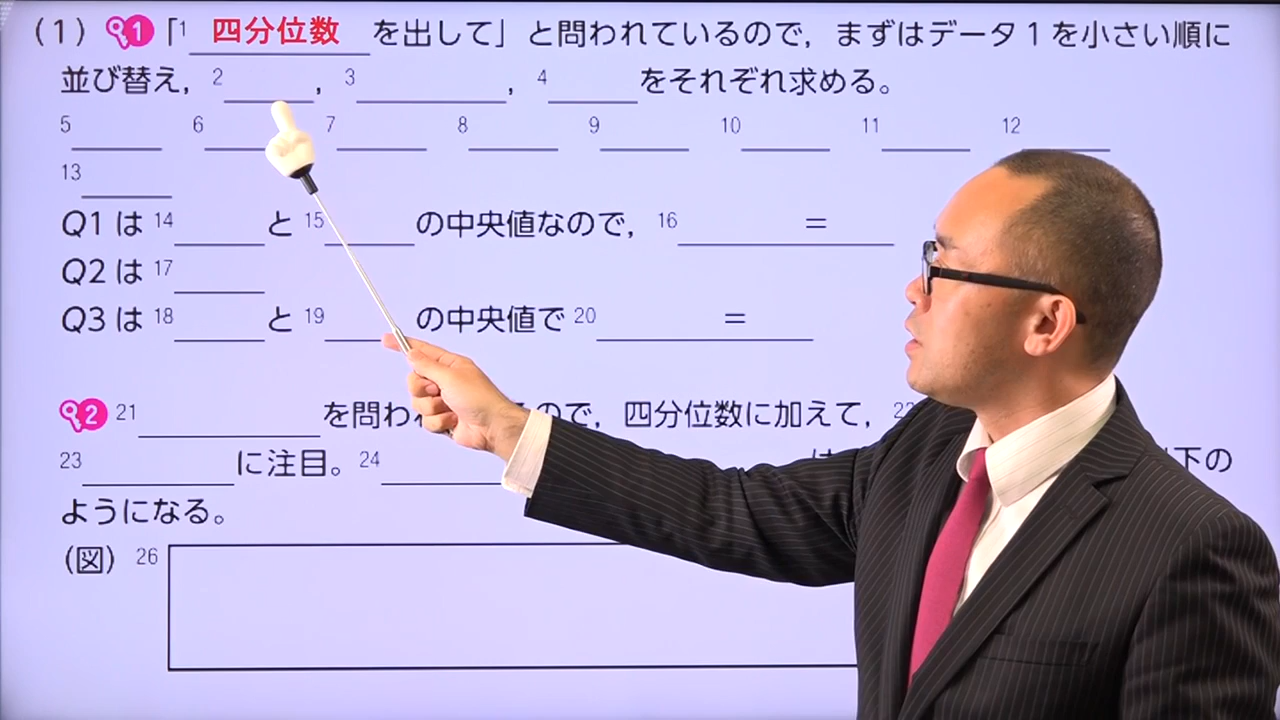 (1) 1 「1 四分位数 を出して」と問われているので，まずはデータ1を小さい順に
並び替え，2 ，3 ，4 をそれぞれ求める。
5 6 7 8 9 10 11 12
13
Q1は 14 と 15 の中央値なので，16 =
Q2は 17
Q3は 18 と 19 の中央値で 20 =
2 21 を問わ ので，四分位数に加えて，
23 に注目。24 下の
ようになる。
(図) 26